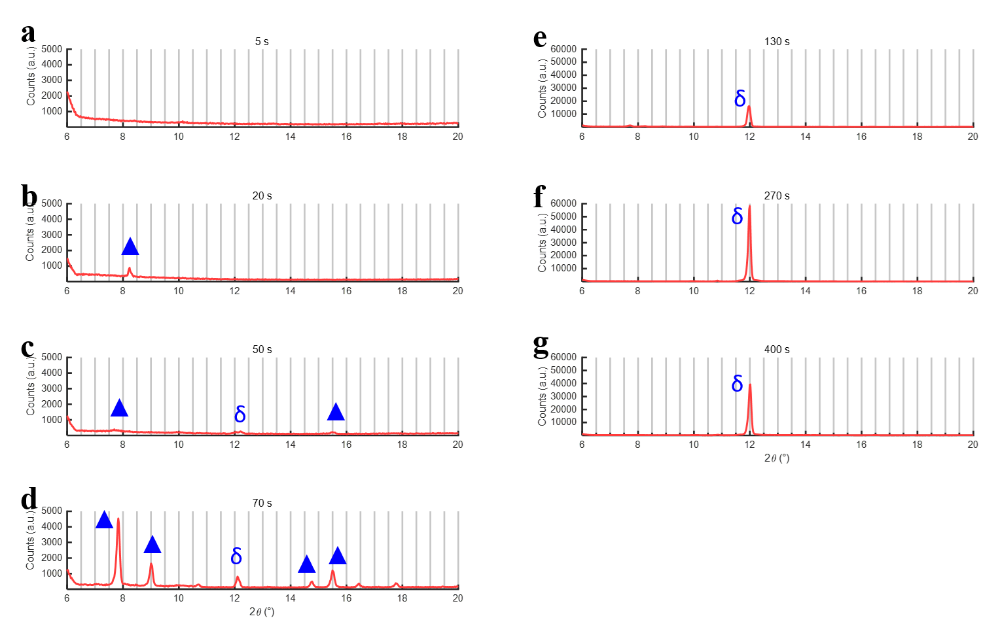 a
5 s
Counts (a.u.)
5000
4000
3000
2000
1000
6 8 10 12 14 16 18 20
b
20 s
Counts (a.u.)
5000
4000
3000
2000
1000
6 8 10 12 14 16 18 20
c
50 s
Counts (a.u.)
5000
4000
3000
2000
1000
δ
6 8 10 12 14 16 18 20
d
70 s
Counts (a.u.)
5000
4000
3000
2000
1000
δ
6 8 10 12 14 16 18 20
2θ (°)
e
130 s
Counts (a.u.)
60000
50000
40000
30000
20000
10000
δ
6 8 10 12 14 16 18 20
f
270 s
Counts (a.u.)
60000
50000
40000
30000
20000
10000
δ
6 8 10 12 14 16 18 20
g
400 s
Counts (a.u.)
60000
50000
40000
30000
20000
10000
δ
6 8 10 12 14 16 18 20
2θ (°)